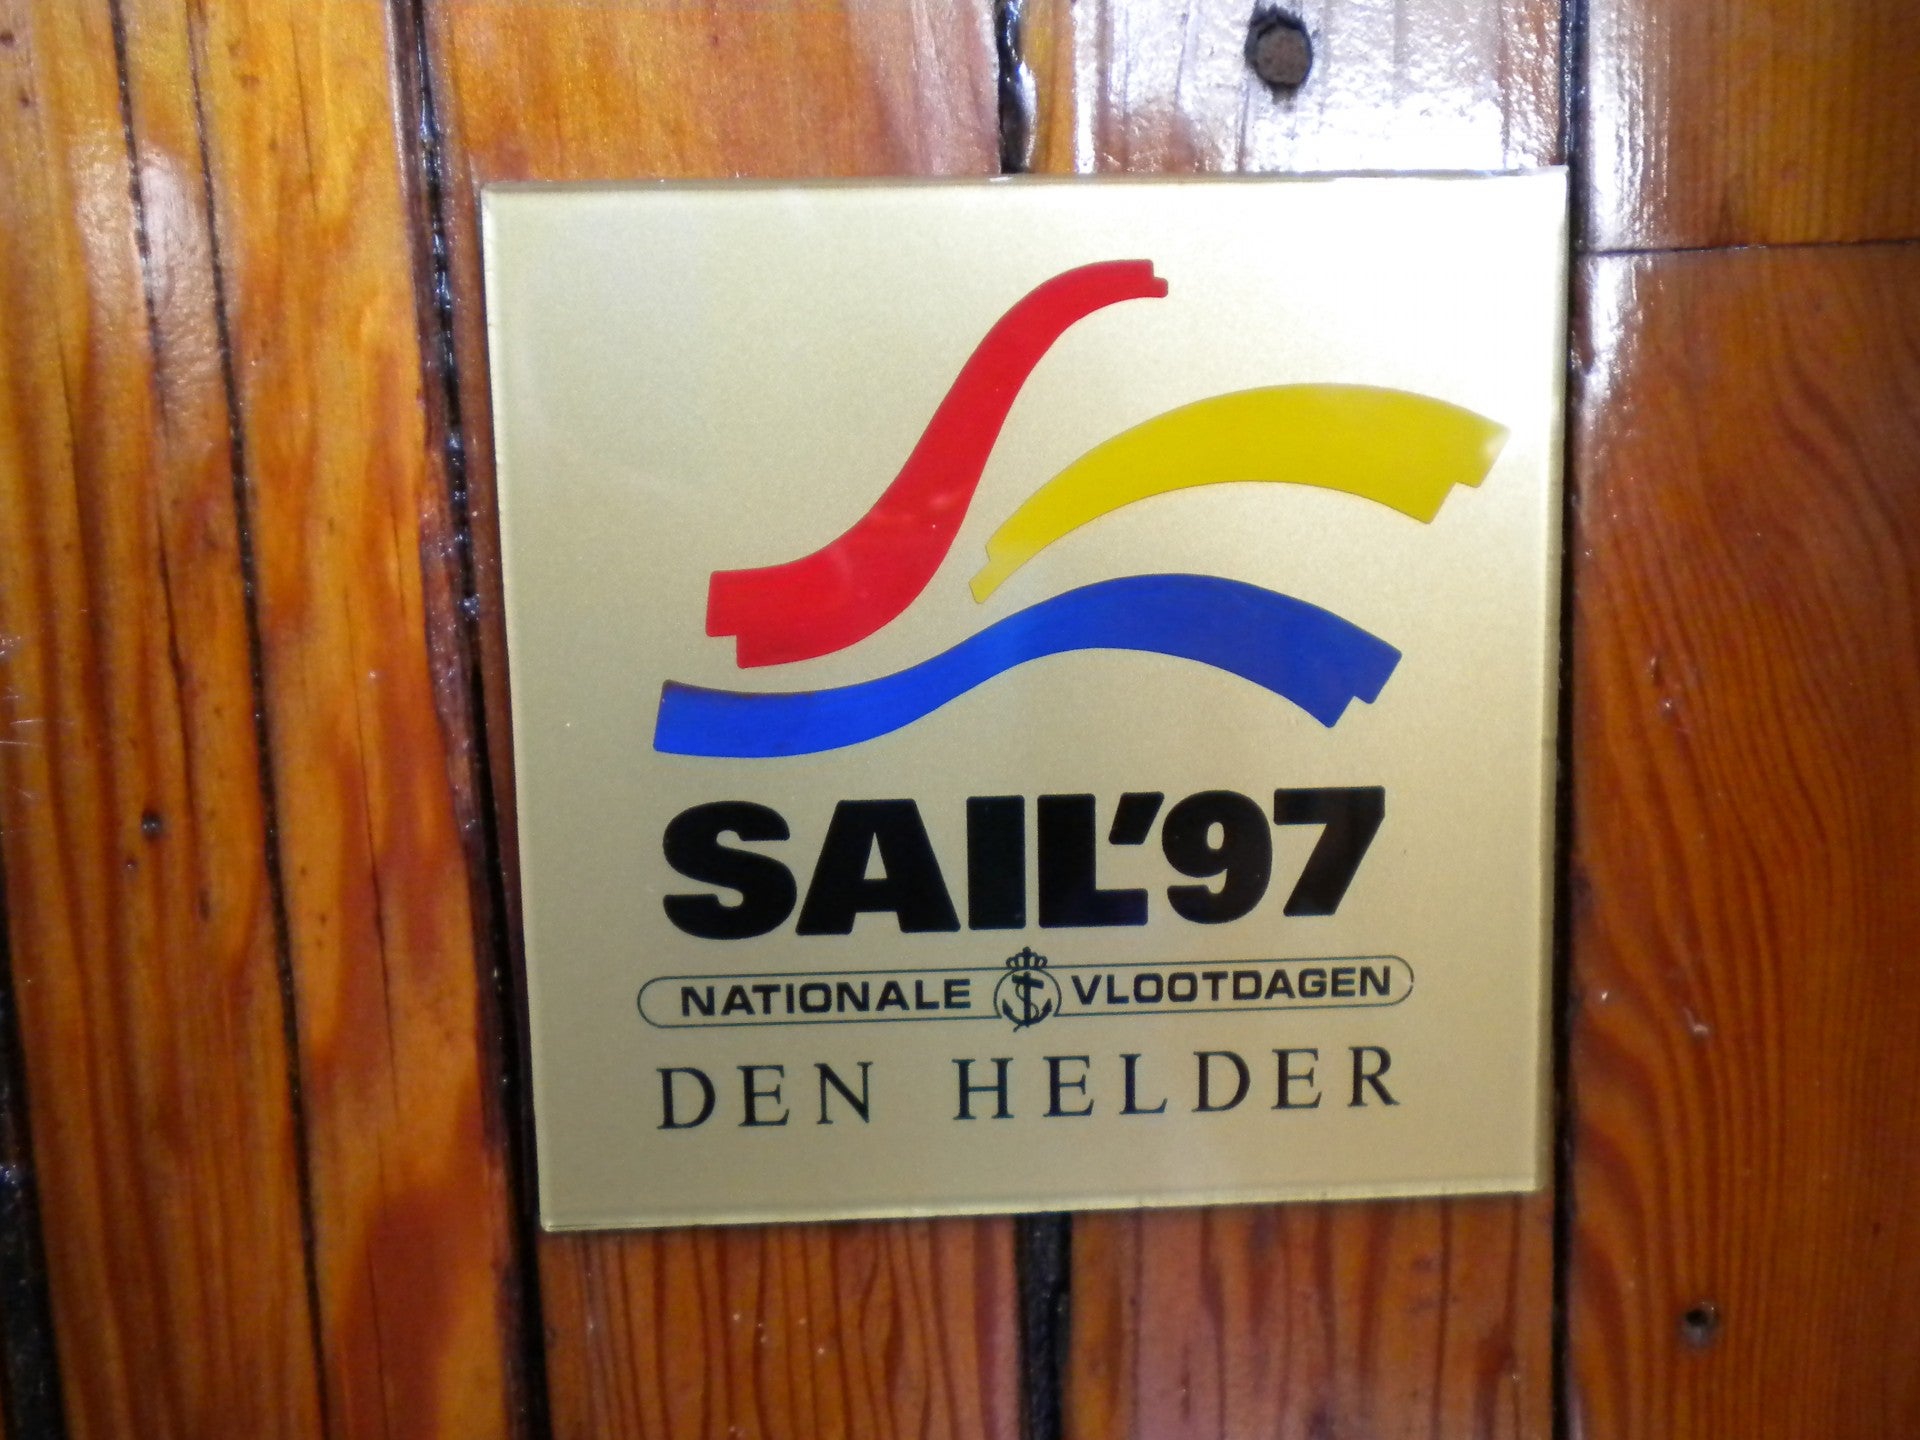 SAIL'97
NATIONALE VLOOTDAGEN
DEN HELDER